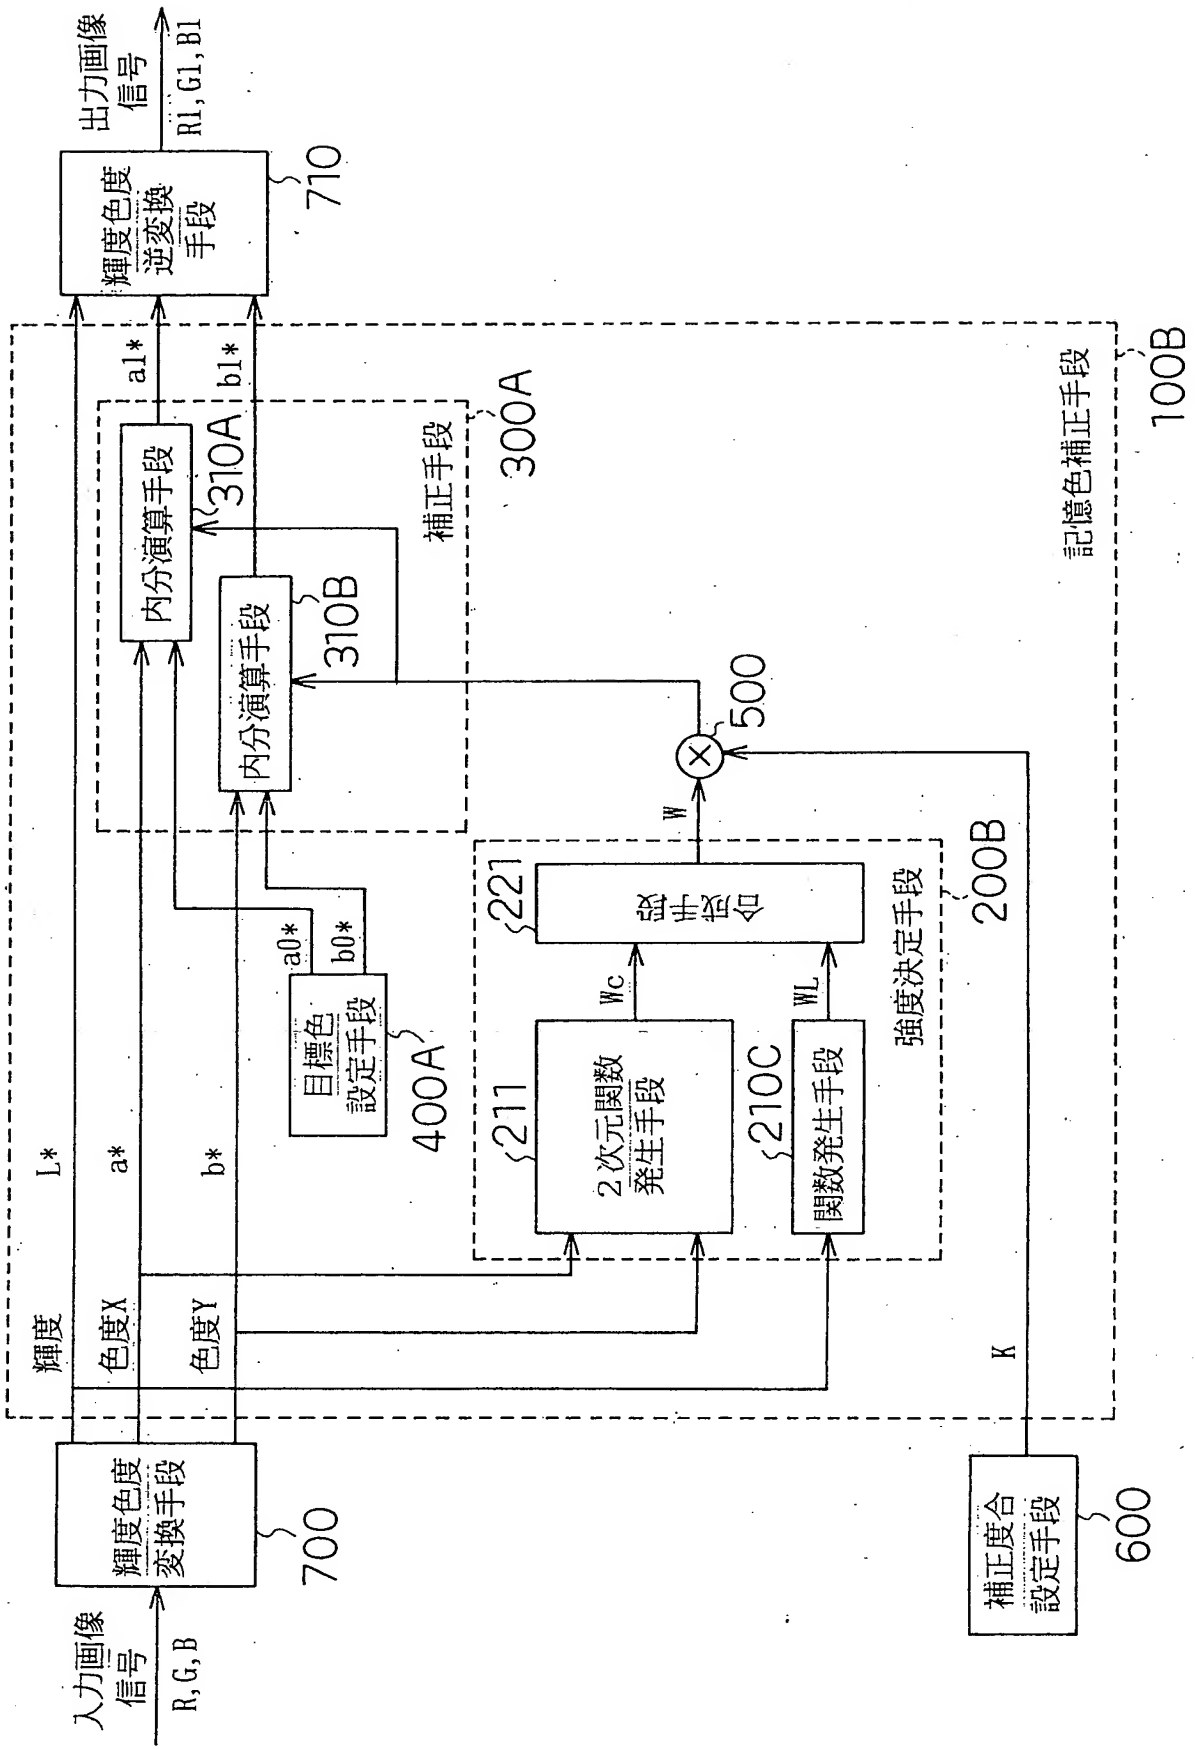 入力画像
信号
R,G,B
輝度色度
変換手段
700
輝度
L*
色度X
a*
色度Y
b*
目標色
設定手段
400A
a0*
b0*
内分演算手段
310A
内分演算手段
310B
補正手段
300A
a1*
b1*
輝度色度
逆変換
手段
710
出力画像
信号
R1,G1,B1
211
2次元関数
発生手段
Wc
210C
関数発生手段
WL
221
合成手段
強度決定手段
200B
W
500
K
補正度合
設定手段
600
記憶色補正手段
100B